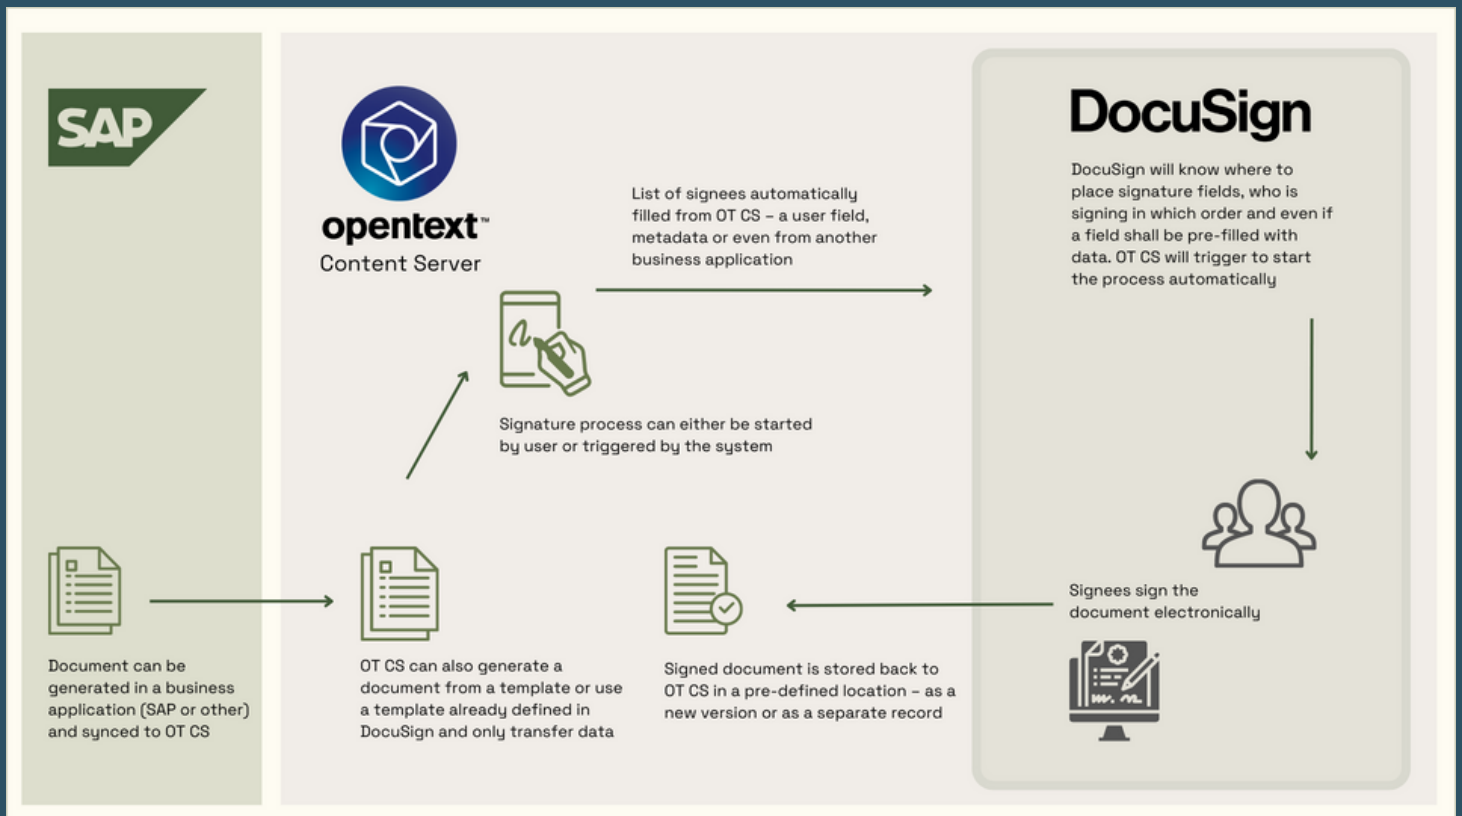 SAP
opentext™
Content Server
List of signees automatically
filled from OT CS – a user field,
metadata or even from another
business application
DocuSign
DocuSign will know where to
place signature fields, who is
signing in which order and even if
a field shall be pre-filled with
data. OT CS will trigger to start
the process automatically
Signature process can either be started
by user or triggered by the system
Document can be
generated in a business
application (SAP or other)
and synced to OT CS
OT CS can also generate a
document from a template or use
a template already defined in
DocuSign and only transfer data
Signed document is stored back to
OT CS in a pre-defined location – as a
new version or as a separate record
Signees sign the
document electronically